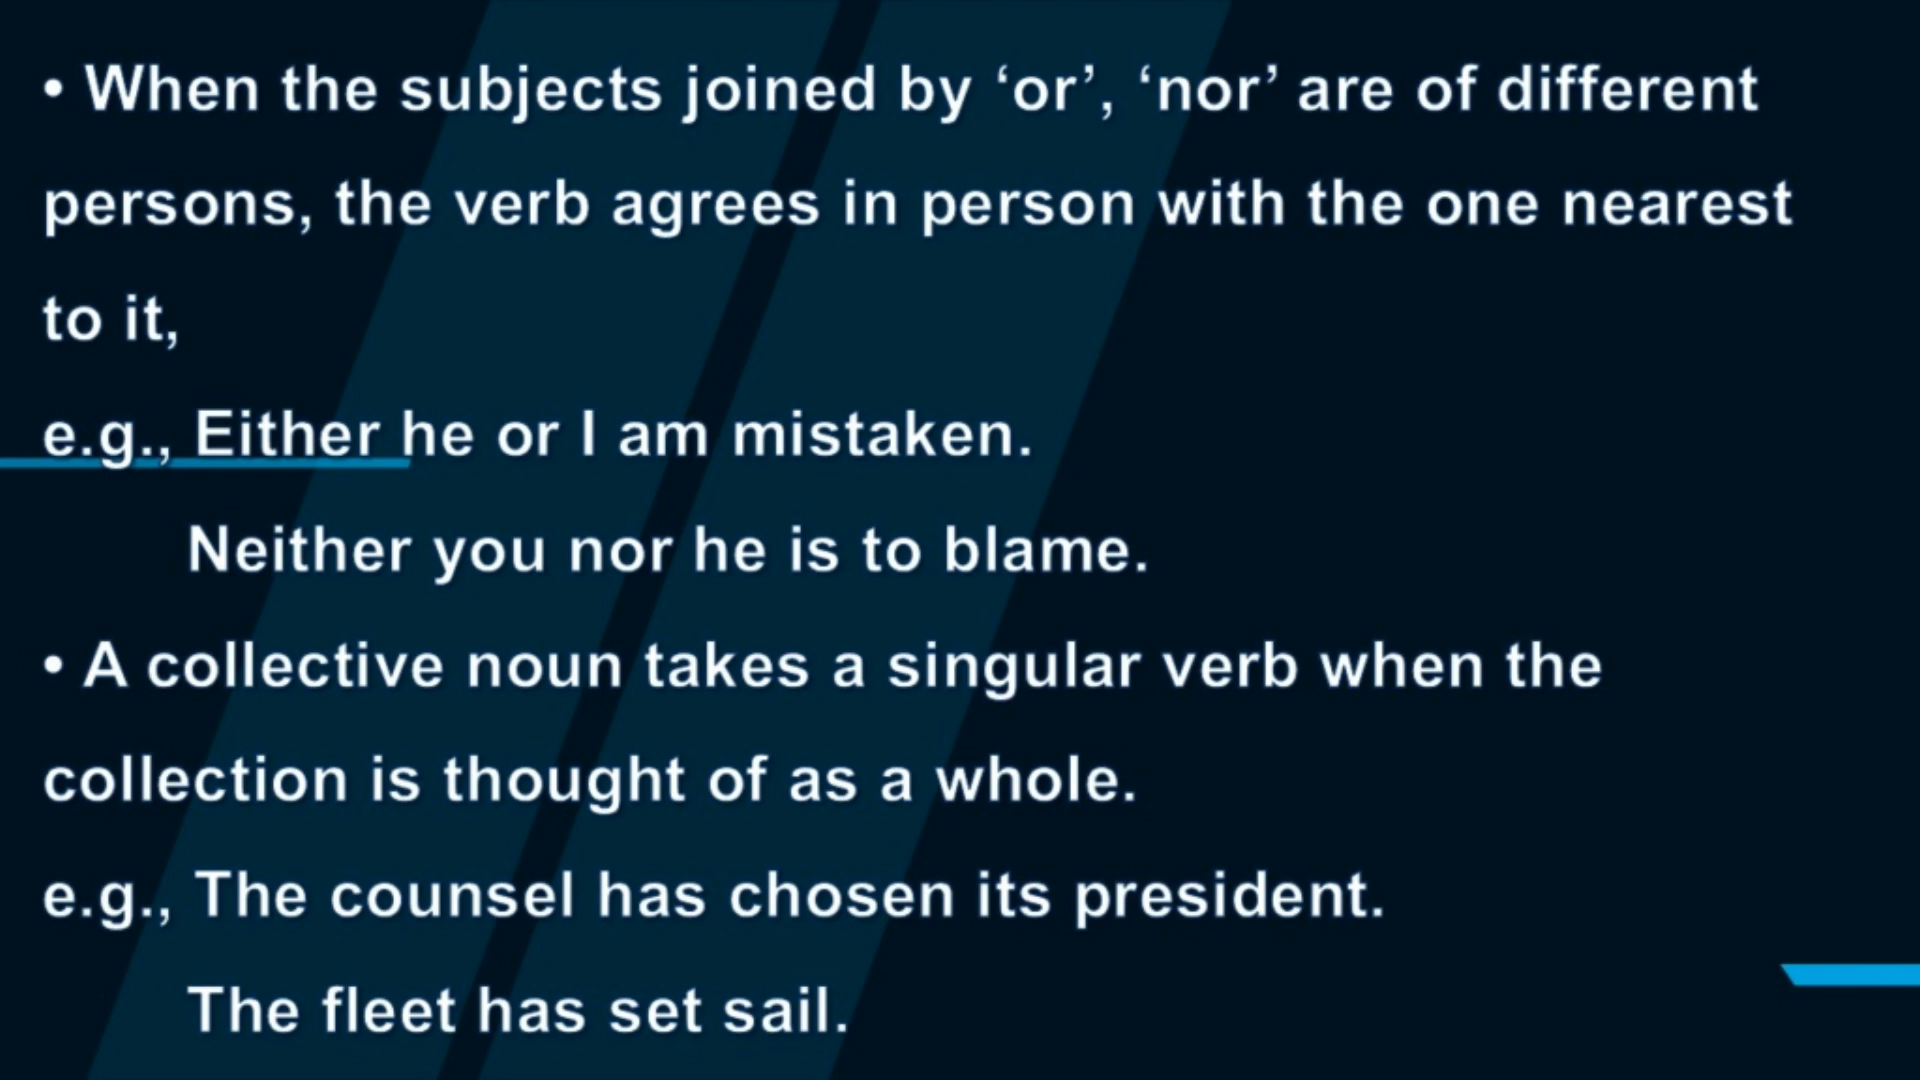 • When the subjects joined by ‘or’, ‘nor’ are of different
persons, the verb agrees in person with the one nearest
to it,
e.g., Either he or I am mistaken.
Neither you nor he is to blame.
• A collective noun takes a singular verb when the
collection is thought of as a whole.
e.g., The counsel has chosen its president.
The fleet has set sail.